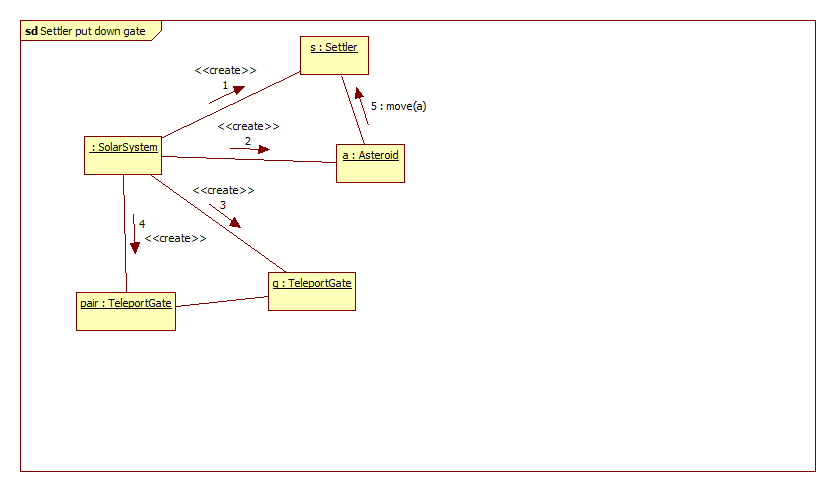 sd Settler put down gate
s : Settler
<<create>>
1
5 : move(a)
<<create>>
2
: SolarSystem
a : Asteroid
<<create>>
3
4
<<create>>
g : TeleportGate
pair : TeleportGate